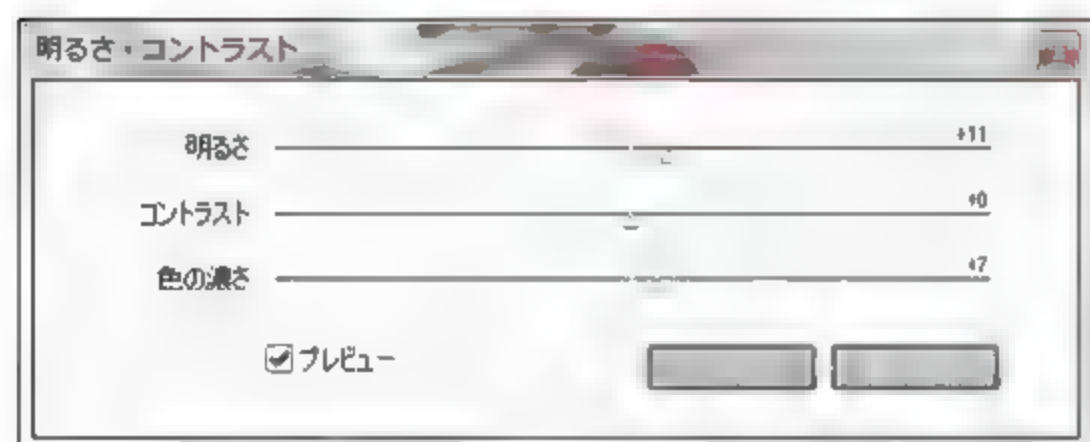 明るさ・コントラスト
明るさ +11
コントラスト +0
色の濃さ +7
プレビュー